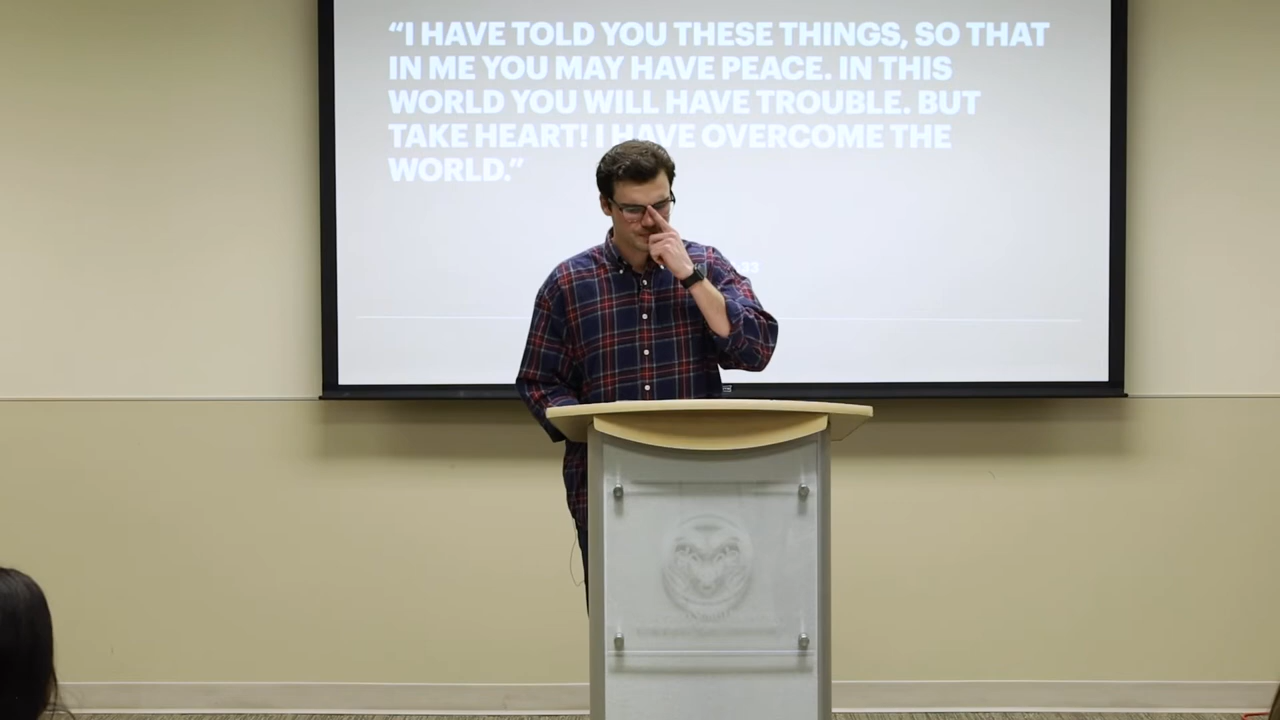 “I HAVE TOLD YOU THESE THINGS, SO THAT
IN ME YOU MAY HAVE PEACE. IN THIS
WORLD YOU WILL HAVE TROUBLE. BUT
TAKE HEART! I HAVE OVERCOME THE
WORLD.”